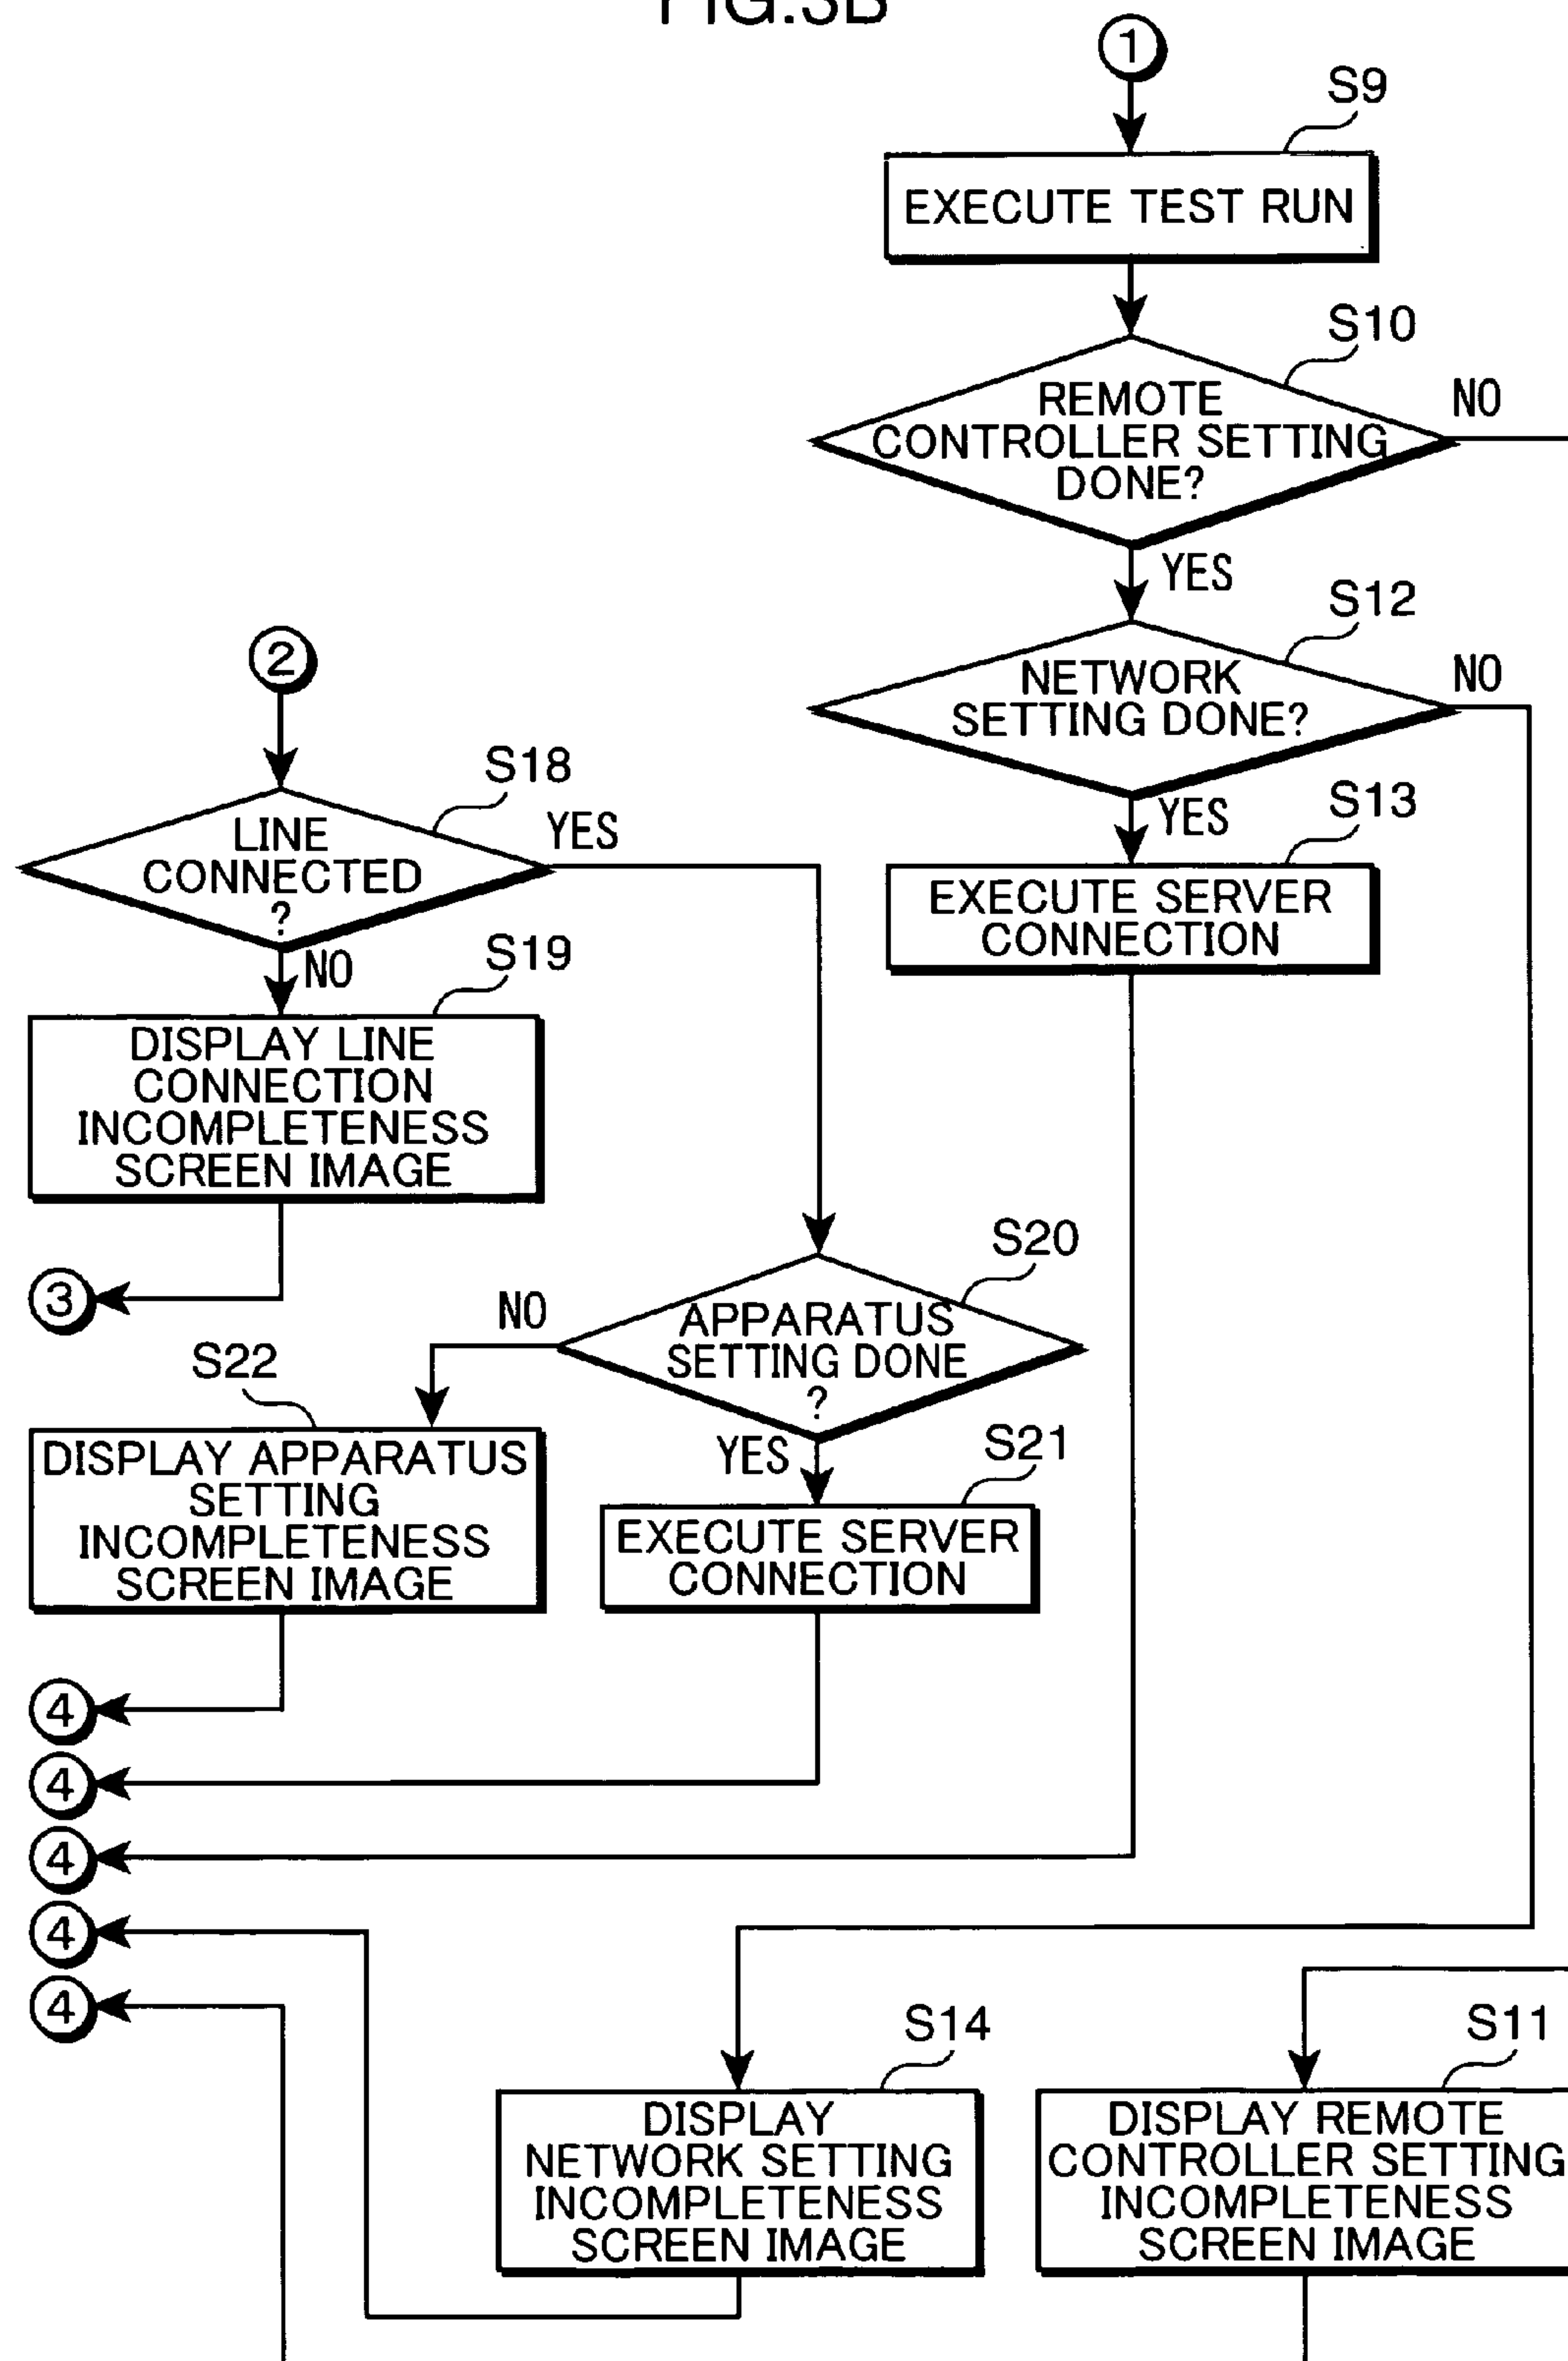 FIG.3B
1
S9
EXECUTE TEST RUN
S10
REMOTE
CONTROLLER SETTING
DONE?
NO
YES
S12
NETWORK
SETTING DONE?
NO
YES
S13
EXECUTE SERVER
CONNECTION
2
S18
LINE
CONNECTED
?
YES
NO
S19
DISPLAY LINE
CONNECTION
INCOMPLETENESS
SCREEN IMAGE
3
S20
APPARATUS
SETTING DONE
?
NO
YES
S22
DISPLAY APPARATUS
SETTING
INCOMPLETENESS
SCREEN IMAGE
S21
EXECUTE SERVER
CONNECTION
4
4
4
4
4
S14
DISPLAY
NETWORK SETTING
INCOMPLETENESS
SCREEN IMAGE
S11
DISPLAY REMOTE
CONTROLLER SETTING
INCOMPLETENESS
SCREEN IMAGE